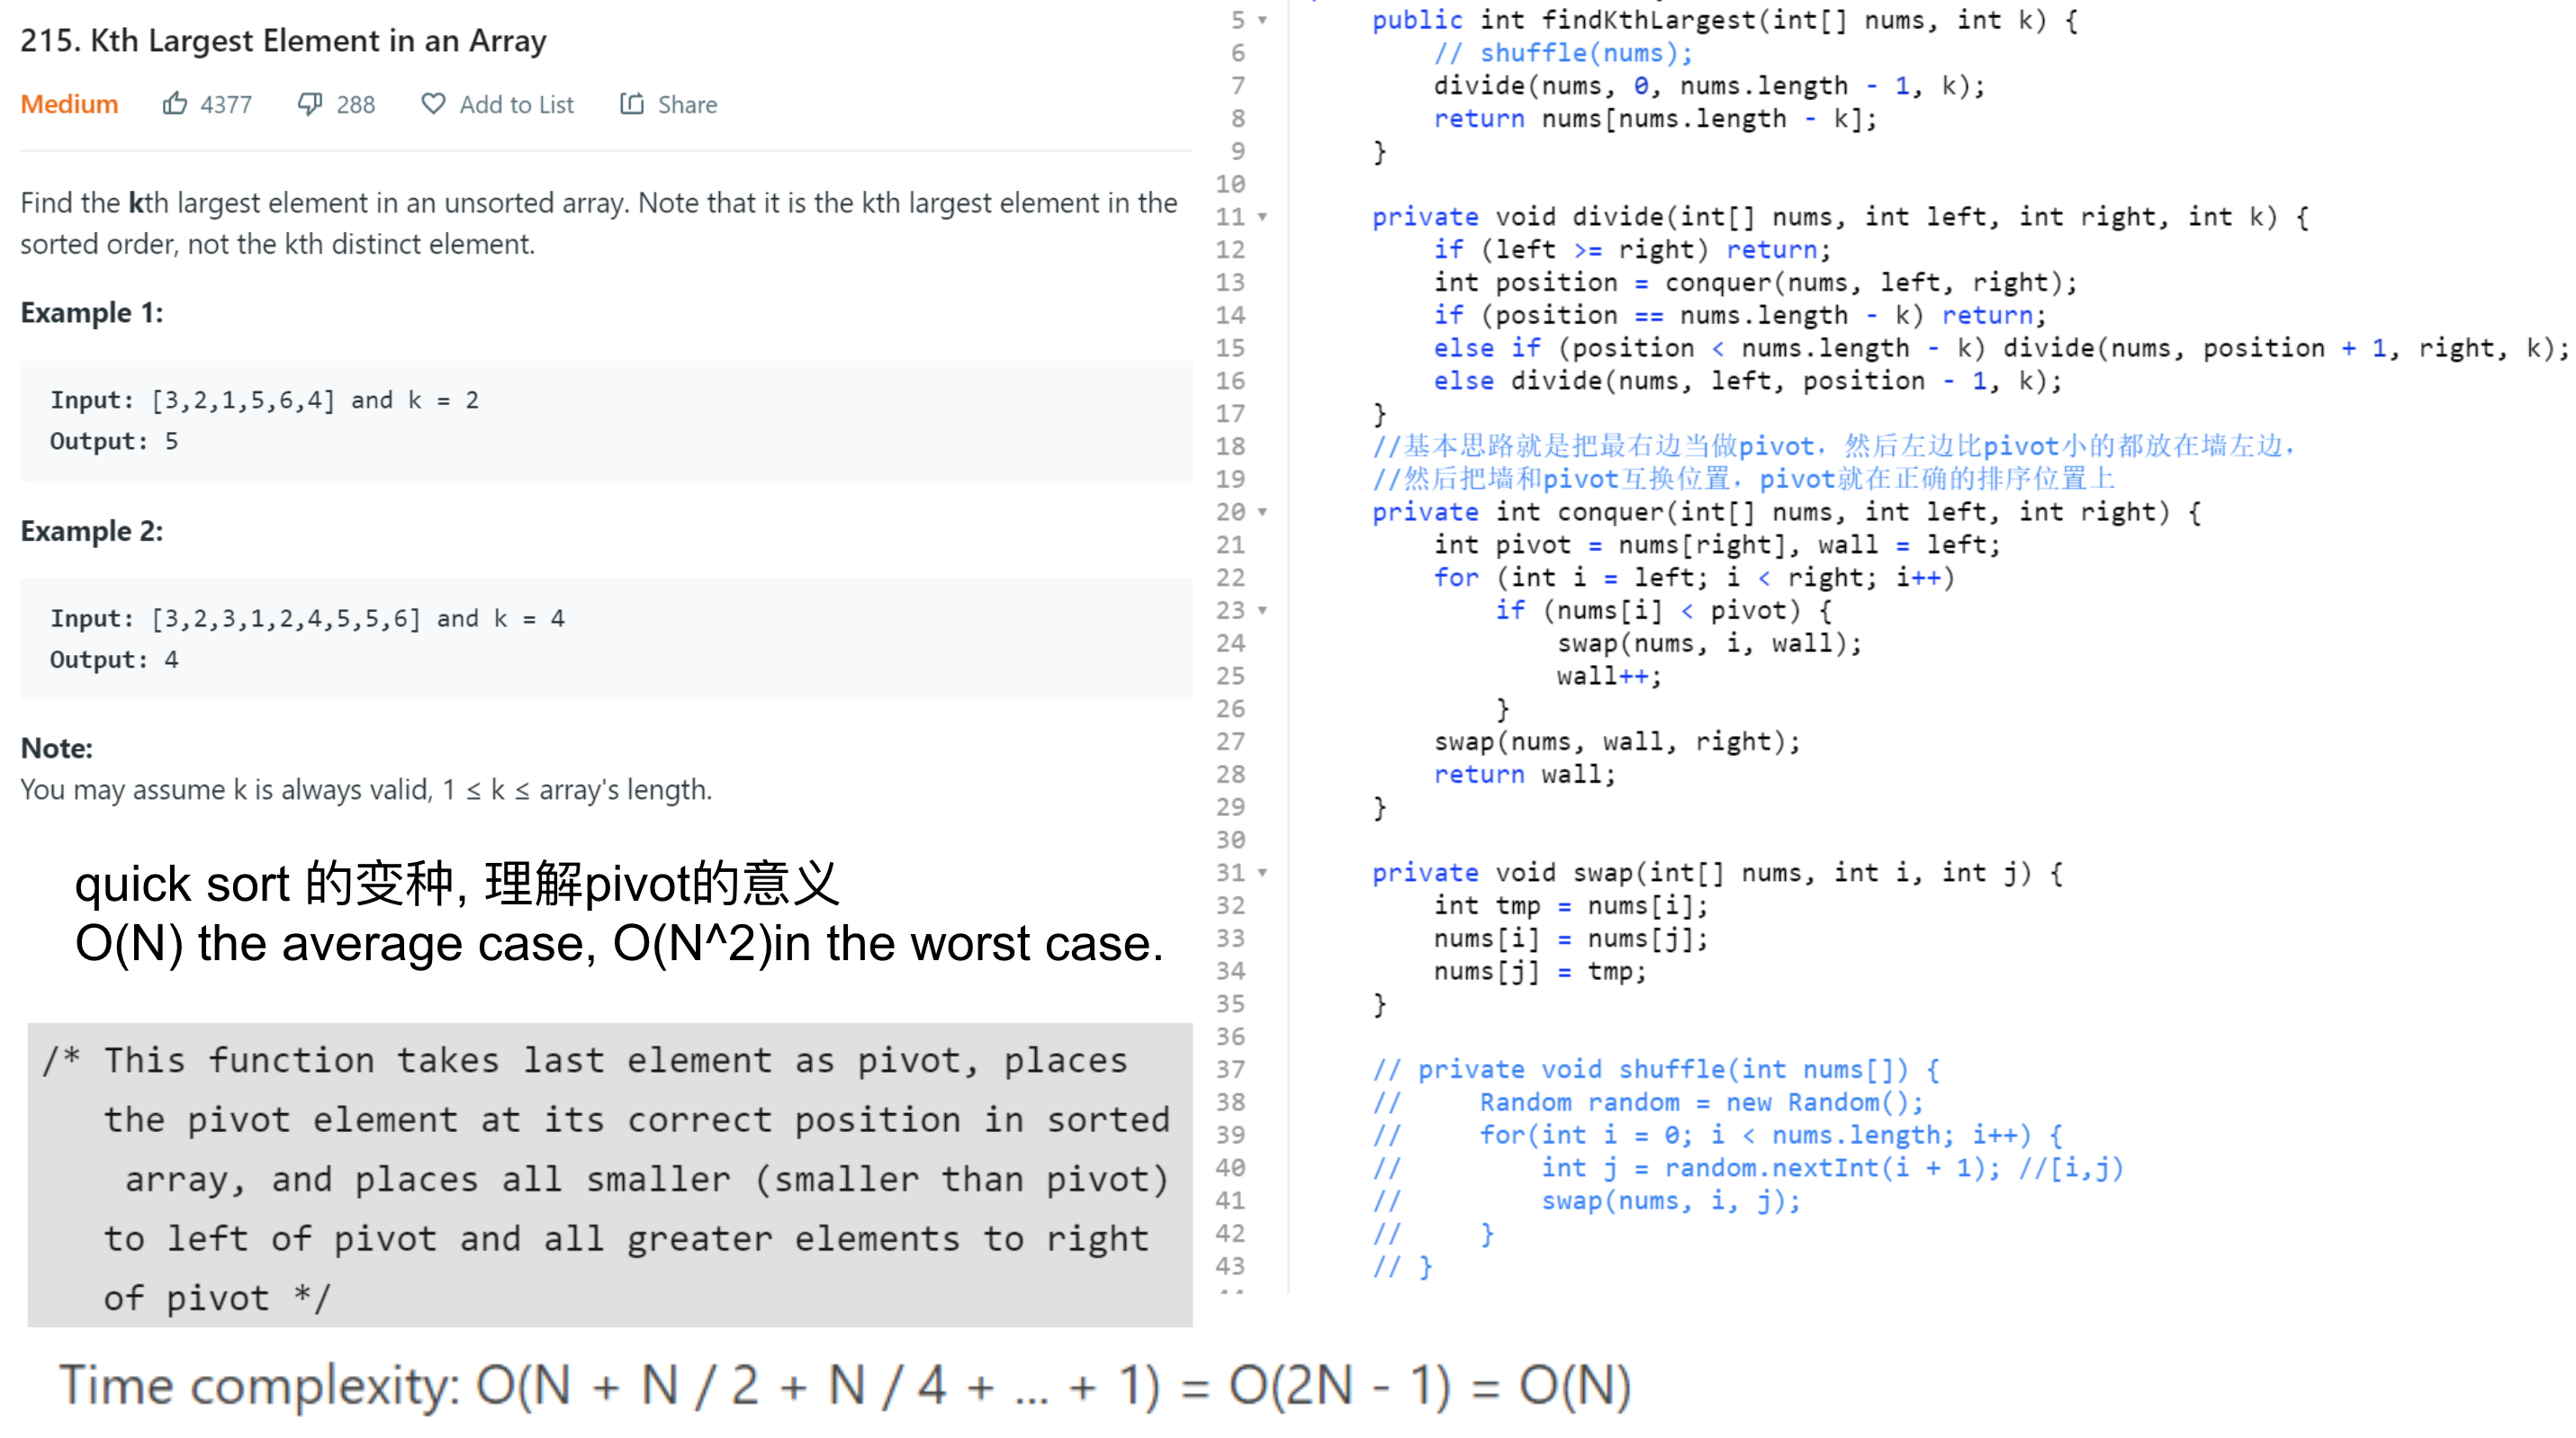 215. Kth Largest Element in an Array
Medium 4377 288 Add to List Share
Find the kth largest element in an unsorted array. Note that it is the kth largest element in the
sorted order, not the kth distinct element.
Example 1:
Input: [3,2,1,5,6,4] and k = 2
Output: 5
Example 2:
Input: [3,2,3,1,2,4,5,5,6] and k = 4
Output: 4
Note:
You may assume k is always valid, 1 ≤ k ≤ array's length.
quick sort 的变种, 理解pivot的意义
O(N) the average case, O(N^2)in the worst case.
/* This function takes last element as pivot, places
the pivot element at its correct position in sorted
array, and places all smaller (smaller than pivot)
to left of pivot and all greater elements to right
of pivot */
5 public int findKthLargest(int[] nums, int k) {
6 // shuffle(nums);
7 divide(nums, 0, nums.length - 1, k);
8 return nums[nums.length - k];
9 }
10
11 private void divide(int[] nums, int left, int right, int k) {
12 if (left >= right) return;
13 int position = conquer(nums, left, right);
14 if (position == nums.length - k) return;
15 else if (position < nums.length - k) divide(nums, position + 1, right, k);
16 else divide(nums, left, position - 1, k);
17 }
18 //基本思路就是把最右边当做pivot，然后左边比pivot小的都放在墙左边，
19 //然后把墙和pivot互换位置，pivot就在正确的排序位置上
20 private int conquer(int[] nums, int left, int right) {
21 int pivot = nums[right], wall = left;
22 for (int i = left; i < right; i++)
23 if (nums[i] < pivot) {
24 swap(nums, i, wall);
25 wall++;
26 }
27 swap(nums, wall, right);
28 return wall;
29 }
30
31 private void swap(int[] nums, int i, int j) {
32 int tmp = nums[i];
33 nums[i] = nums[j];
34 nums[j] = tmp;
35 }
36
37 // private void shuffle(int nums[]) {
38 // Random random = new Random();
39 // for(int i = 0; i < nums.length; i++) {
40 // int j = random.nextInt(i + 1); //[i,j)
41 // swap(nums, i, j);
42 // }
43 // }
Time complexity: O(N + N / 2 + N / 4 + ... + 1) = O(2N - 1) = O(N)